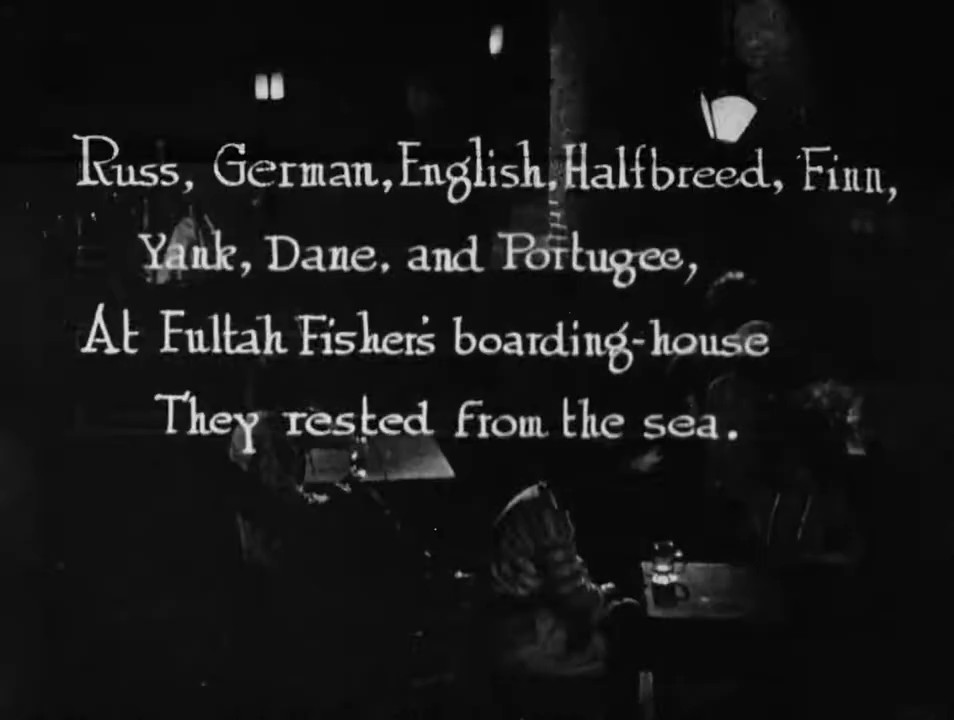 Russ, German, English, Halfbreed, Finn,
Yank, Dane, and Portugee,
At Fultah Fisher's boarding-house
They rested from the sea.